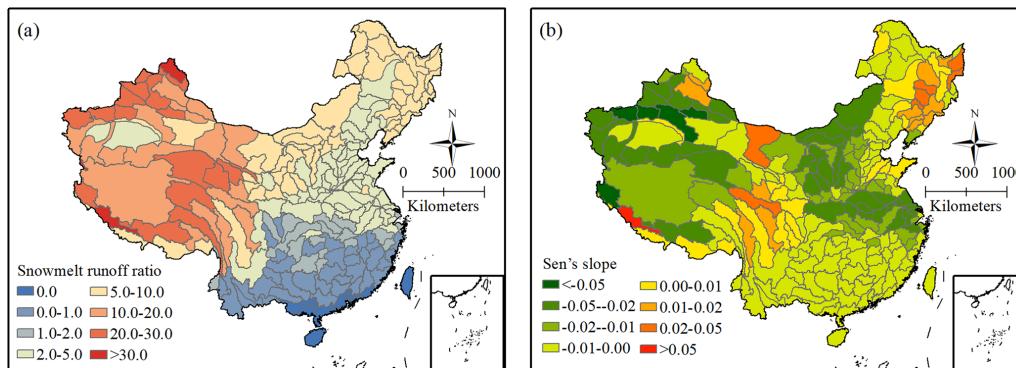 (a)
N
0 500 1000
Kilometers
Snowmelt runoff ratio
0.0
0.0-1.0
1.0-2.0
2.0-5.0
5.0-10.0
10.0-20.0
20.0-30.0
>30.0
(b)
N
0 500 1000
Kilometers
Sen's slope
<-0.05
-0.05--0.02
-0.02--0.01
-0.01-0.00
0.00-0.01
0.01-0.02
0.02-0.05
>0.05